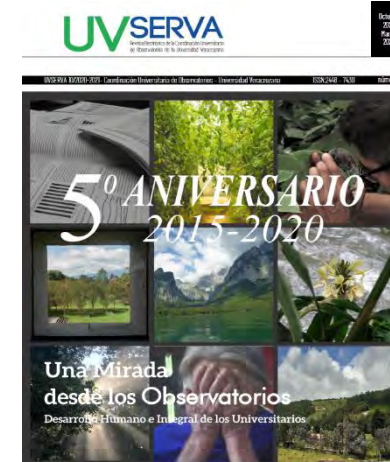 UVSERVA
Revista Electrónica de la Coordinación Universitaria
de Observatorios de la Universidad Veracruzana
UVSERVA 10/2020-2021 - Coordinación Universitaria de Observatorios - Universidad Veracruzana ISSN:2448 - 7430
5º ANIVERSARIO
2015-2020
Una Mirada
desde los Observatorios
Desarrollo Humano e Integral de los Universitarios